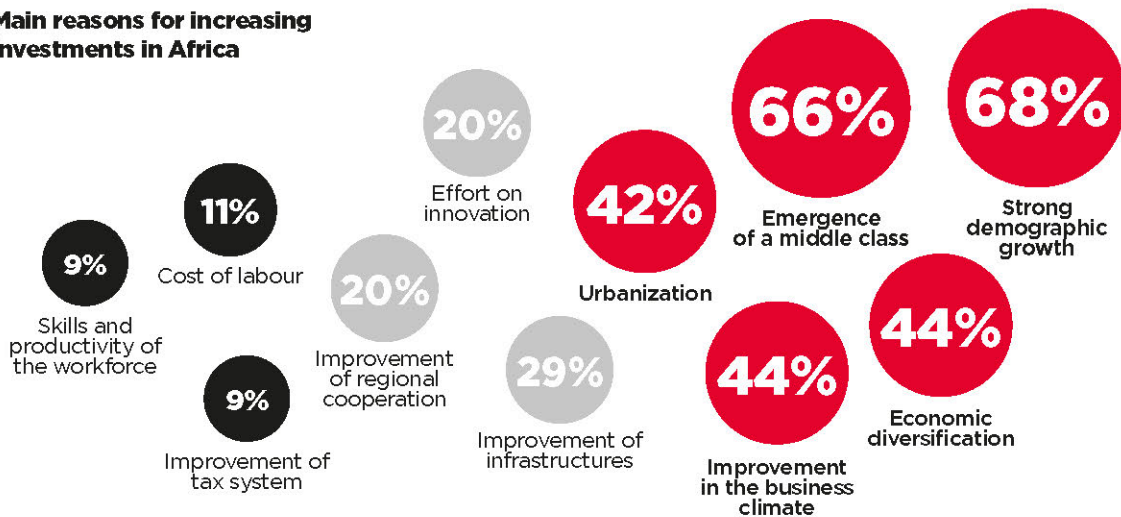 Main reasons for increasing
investments in Africa
68%
Strong
demographic
growth
66%
Emergence
of a middle class
20%
Effort on
innovation
42%
Urbanization
11%
Cost of labour
9%
Skills and
productivity of
the workforce
20%
Improvement
of regional
cooperation
44%
Economic
diversification
29%
Improvement of
infrastructures
44%
Improvement
in the business
climate
9%
Improvement of
tax system